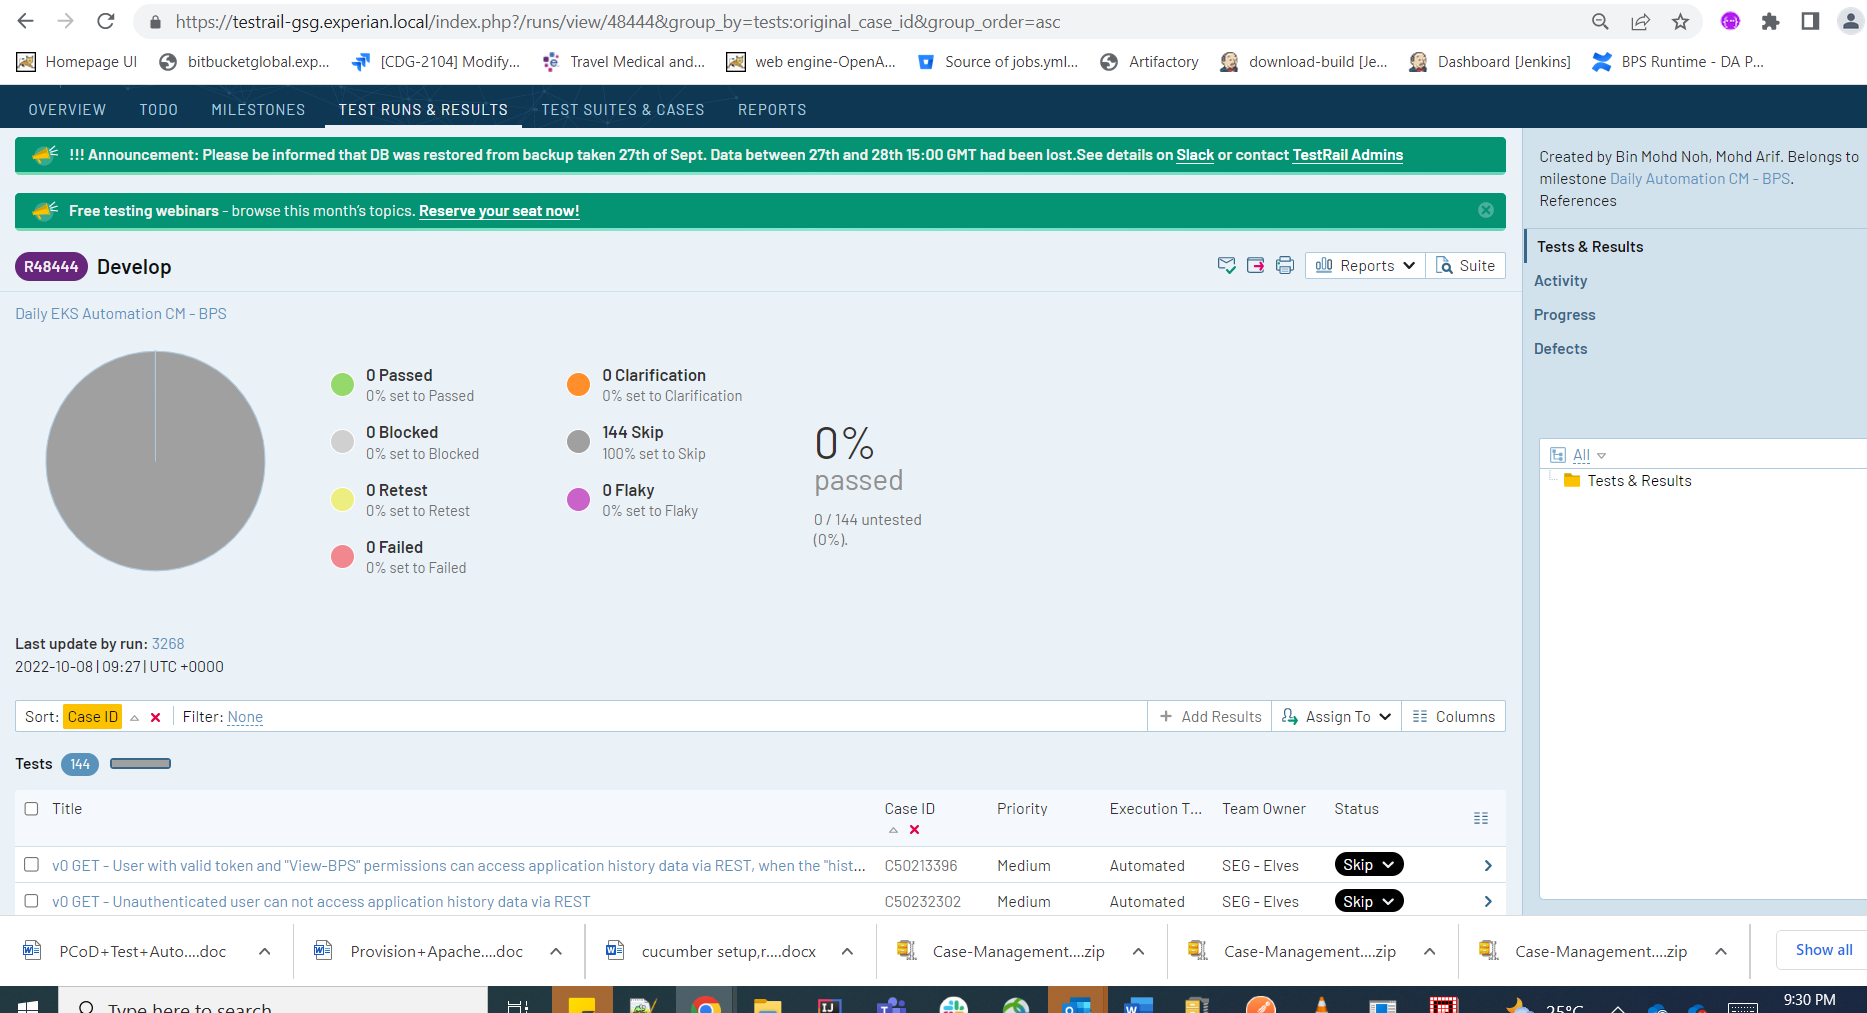 https://testrail-gsg.experian.local/index.php?/runs/view/48444&group_by=tests:original_case_id&group_order=asc
Homepage UI bitbucketglobal.exp... [CDG-2104] Modify,... Travel Medical and... web engine-OpenA... Source of jobs.yml... Artifactory download-build [Je... Dashboard [Jenkins] BPS Runtime - DA P...
OVERVIEW TODO MILESTONES TEST RUNS & RESULTS TEST SUITES & CASES REPORTS
!!! Announcement: Please be informed that DB was restored from backup taken 27th of Sept. Data between 27th and 28th 15:00 GMT had been lost.See details on Slack or contact TestRail Admins
Free testing webinars - browse this month's topics. Reserve your seat now!
Created by Bin Mohd Noh, Mohd Arif. Belongs to
milestone Daily Automation CM - BPS.
References
R48444 Develop
Reports Suite
Tests & Results
Activity
Progress
Defects
Daily EKS Automation CM - BPS
0 Passed
0% set to Passed
0 Clarification
0% set to Clarification
0 Blocked
0% set to Blocked
144 Skip
100% set to Skip
0 Retest
0% set to Retest
0 Flaky
0% set to Flaky
0 Failed
0% set to Failed
0%
passed
0 / 144 untested
(0%).
All
Tests & Results
Last update by run: 3268
2022-10-08 | 09:27 | UTC +0000
Sort: Case ID Filter: None
Add Results Assign To Columns
Tests 144
Title Case ID Priority Execution T... Team Owner Status
v0 GET - User with valid token and "View-BPS" permissions can access application history data via REST, when the "hist... C50213396 Medium Automated SEG - Elves Skip
v0 GET - Unauthenticated user can not access application history data via REST C50232302 Medium Automated SEG - Elves Skip
PCoD+Test+Auto....doc Provision+Apache....doc cucumber setup,r....docx Case-Management....zip Case-Management....zip Case-Management....zip Show all
Type here to search 25°C 9:30 PM